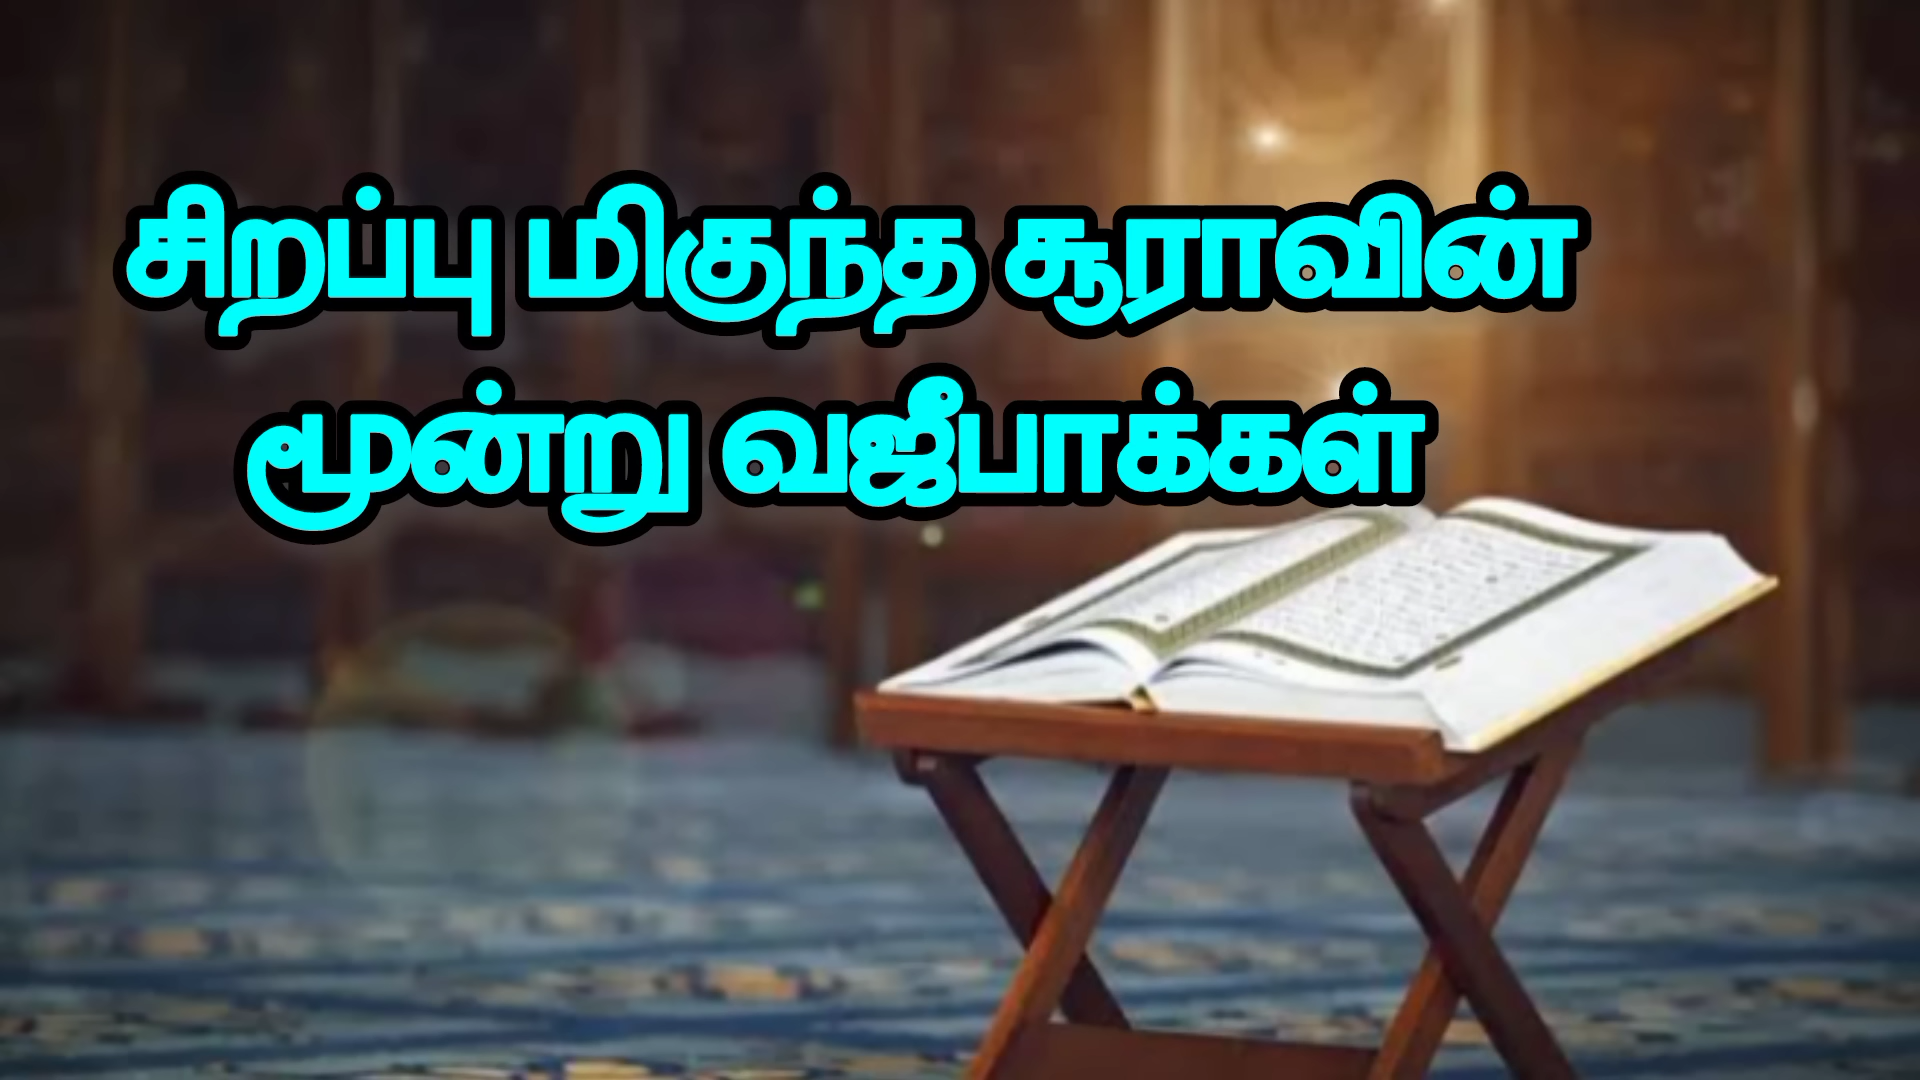 சிறப்பு மிகுந்த சூராவின்
மூன்று வஜீபாக்கள்